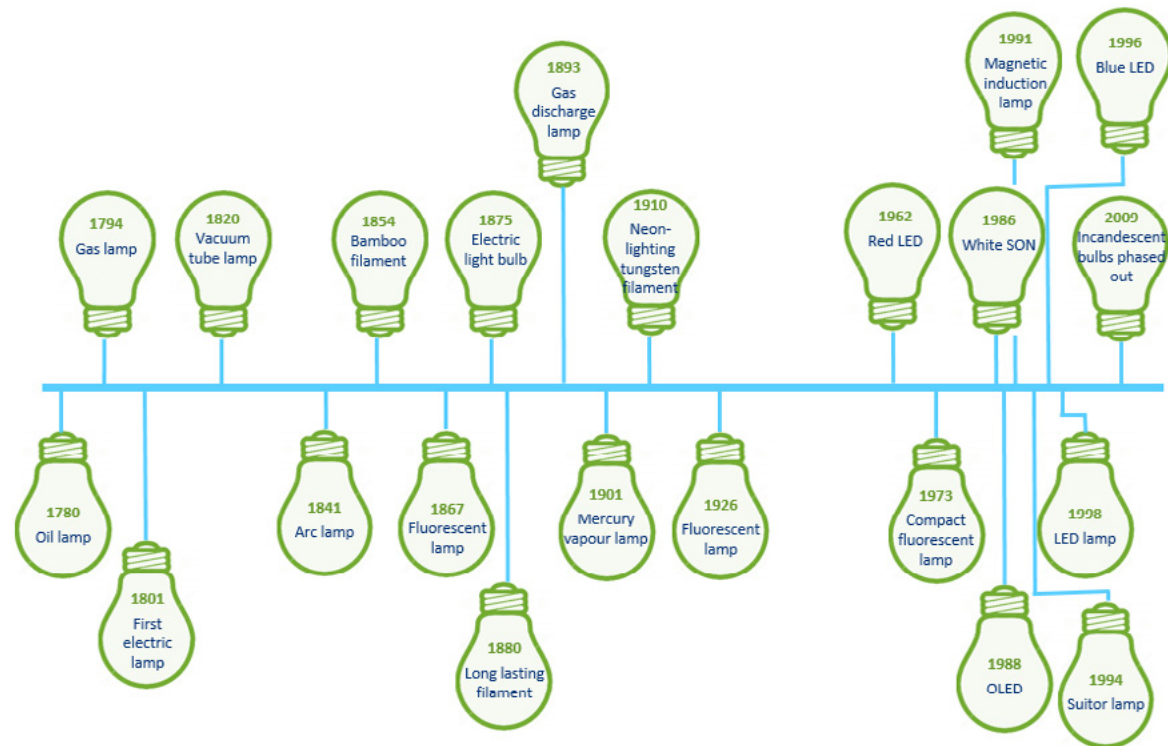 1893
Gas
discharge
lamp
1991
Magnetic
induction
lamp
1996
Blue LED
1794
Gas lamp
1820
Vacuum
tube lamp
1854
Bamboo
filament
1875
Electric
light bulb
1910
Neon-
lighting
tungsten
filament
1962
Red LED
1986
White SON
2009
Incandescent
bulbs phased
out
1780
Oil lamp
1841
Arc lamp
1867
Fluorescent
lamp
1901
Mercury
vapour lamp
1926
Fluorescent
lamp
1973
Compact
fluorescent
lamp
1998
LED lamp
1801
First
electric
lamp
1880
Long lasting
filament
1988
OLED
1994
Suitor lamp